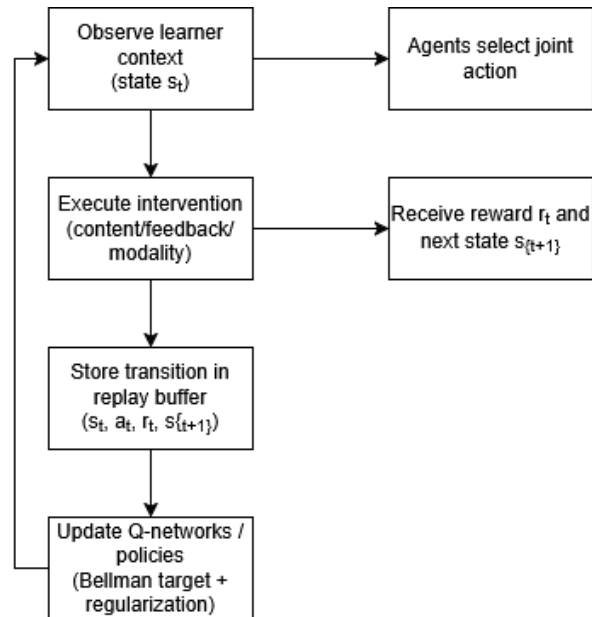 Observe learner
context
(state sₜ)
Agents select joint
action
Execute intervention
(content/feedback/
modality)
Receive reward rₜ and
next state s_{t+1}
Store transition in
replay buffer
(sₜ, aₜ, rₜ, s{t+1})
Update Q-networks /
policies
(Bellman target +
regularization)